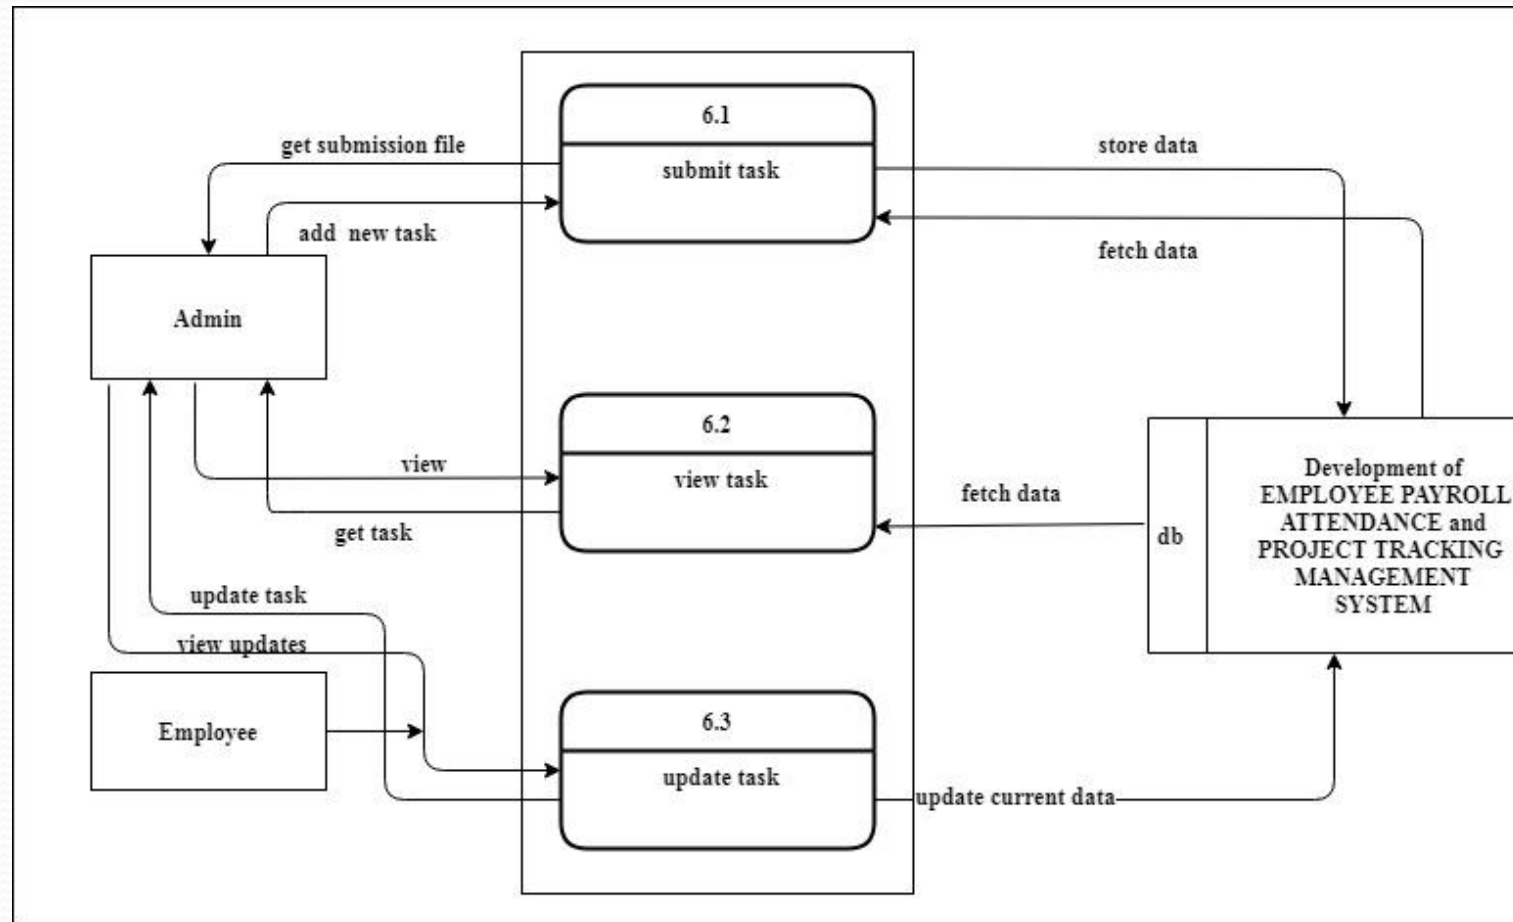 6.1
get submission file
store data
submit task
add new task
fetch data
Admin
6.2
view
view task
fetch data
get task
db
Development of
EMPLOYEE PAYROLL
ATTENDANCE and
PROJECT TRACKING
MANAGEMENT
SYSTEM
update task
view updates
6.3
Employee
update task
update current data